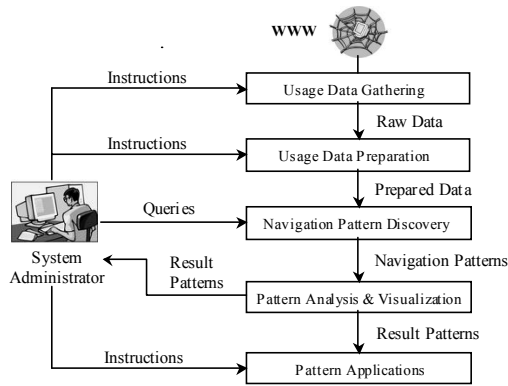 WWW
Instructions
Usage Data Gathering
Raw Data
Instructions
Usage Data Preparation
Prepared Data
Queries
Navigation Pattern Discovery
System
Administrator
Result
Patterns
Navigation Patterns
Pattern Analysis & Visualization
Result Patterns
Instructions
Pattern Applications